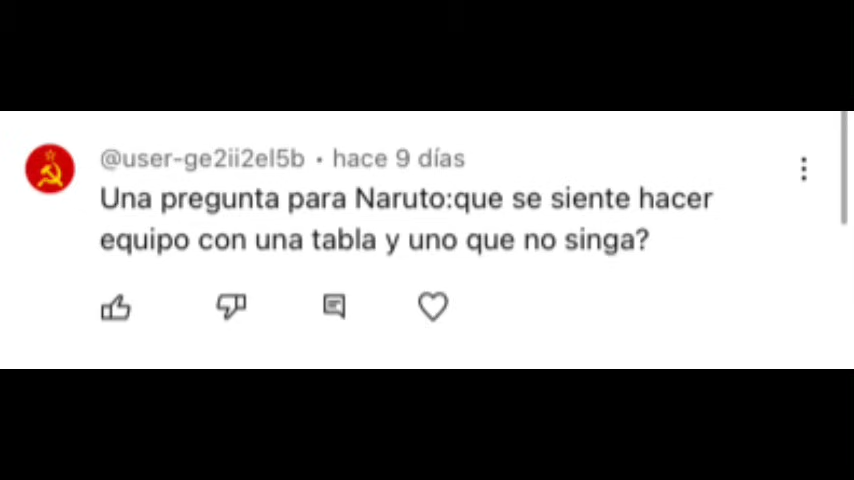 @user-ge2ii2el5b • hace 9 días
Una pregunta para Naruto:que se siente hacer
equipo con una tabla y uno que no singa?